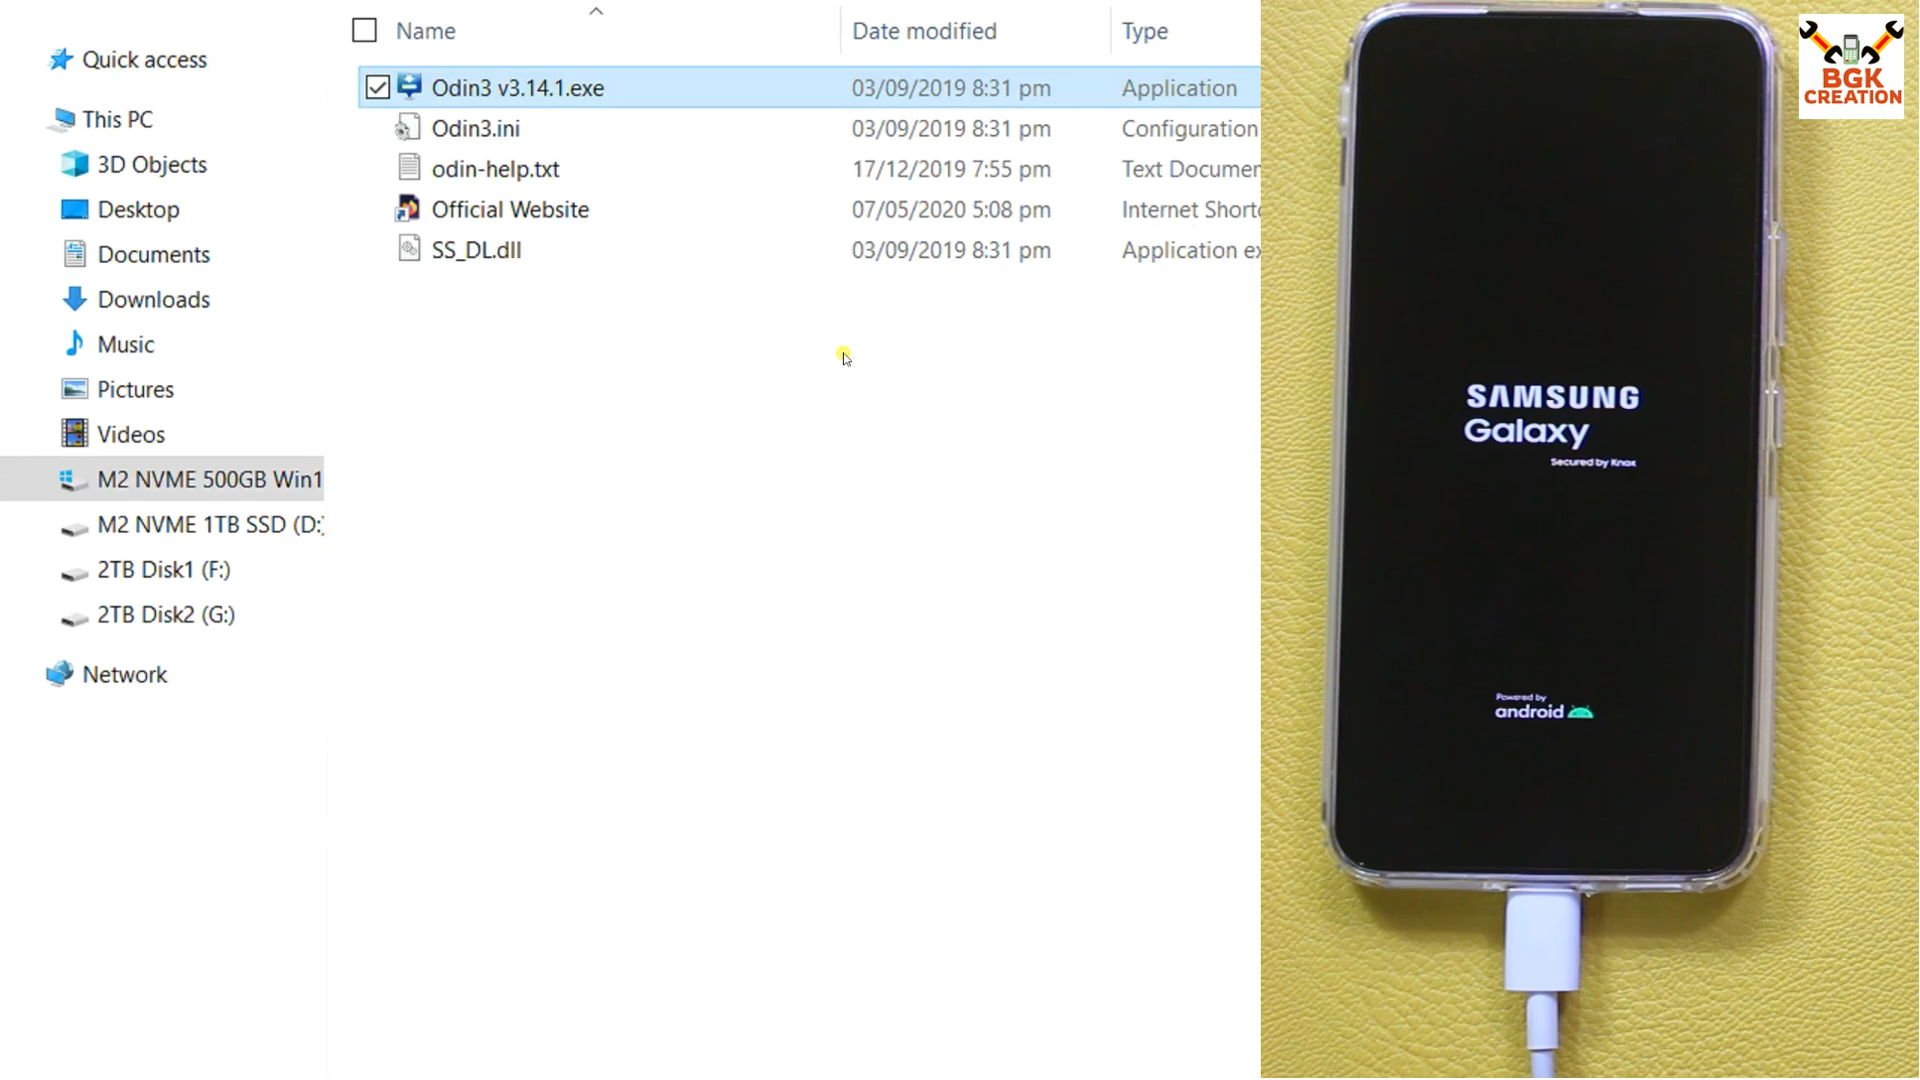 Quick access
This PC
3D Objects
Desktop
Documents
Downloads
Music
Pictures
Videos
M2 NVME 500GB Win1
M2 NVME 1TB SSD (D:)
2TB Disk1 (F:)
2TB Disk2 (G:)
Network
Name Date modified Type
Odin3 v3.14.1.exe 03/09/2019 8:31 pm Application
Odin3.ini 03/09/2019 8:31 pm Configuration
odin-help.txt 17/12/2019 7:55 pm Text Documen
Official Website 07/05/2020 5:08 pm Internet Shortc
SS_DL.dll 03/09/2019 8:31 pm Application ex
SAMSUNG
Galaxy
Secured by Knox
Powered by
android
BGK
CREATION